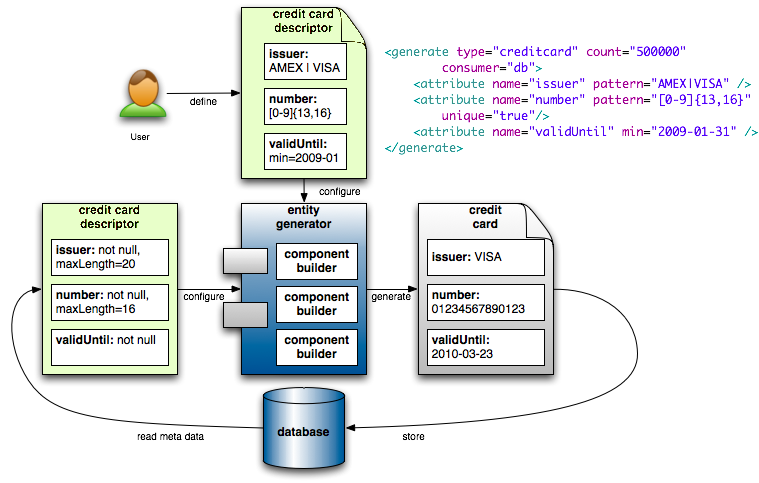 credit card
descriptor
issuer:
AMEX | VISA
number:
[0-9]{13,16}
validUntil:
min=2009-01
<generate type="creditcard" count="500000"
consumer="db">
<attribute name="issuer" pattern="AMEX|VISA" />
<attribute name="number" pattern="[0-9]{13,16}"
unique="true"/>
<attribute name="validUntil" min="2009-01-31" />
</generate>
define
User
configure
credit card
descriptor
issuer: not null,
maxLength=20
number: not null,
maxLength=16
validUntil: not null
configure
entity
generator
component
builder
component
builder
component
builder
generate
credit
card
issuer: VISA
number:
01234567890123
validUntil:
2010-03-23
database
read meta data
store